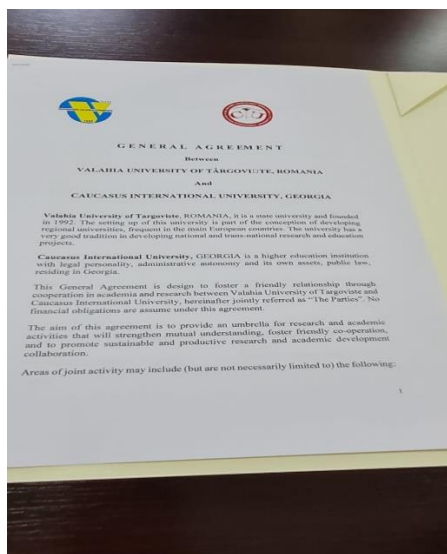 GENERAL AGREEMENT
Between
VALAHIA UNIVERSITY OF TÂRGOVI□□TE, ROMANIA
And
CAUCASUS INTERNATIONAL UNIVERSITY, GEORGIA
Valahia University of Targoviste, ROMANIA, it is a state university and founded
in 1992. The setting up of this university is part of the conception of developing
regional universities, frequent in the main European countries. The university has a
very good tradition in developing national and trans-national research and education
projects.
Caucasus International University, GEORGIA is a higher education institution
with legal personality, administrative autonomy and its own assets, public law,
residing in Georgia.
This General Agreement is design to foster a friendly relationship through
cooperation in academia and research between Valahia University of Targoviste and
Caucasus International University, hereinafter jointly referred as "The Parties". No
financial obligations are assume under this agreement.
The aim of this agreement is to provide an umbrella for research and academic
activities that will strengthen mutual understanding, foster friendly co-operation,
and to promote sustainable and productive research and academic development
collaboration.
Areas of joint activity may include (but are not necessarily limited to) the following:
1